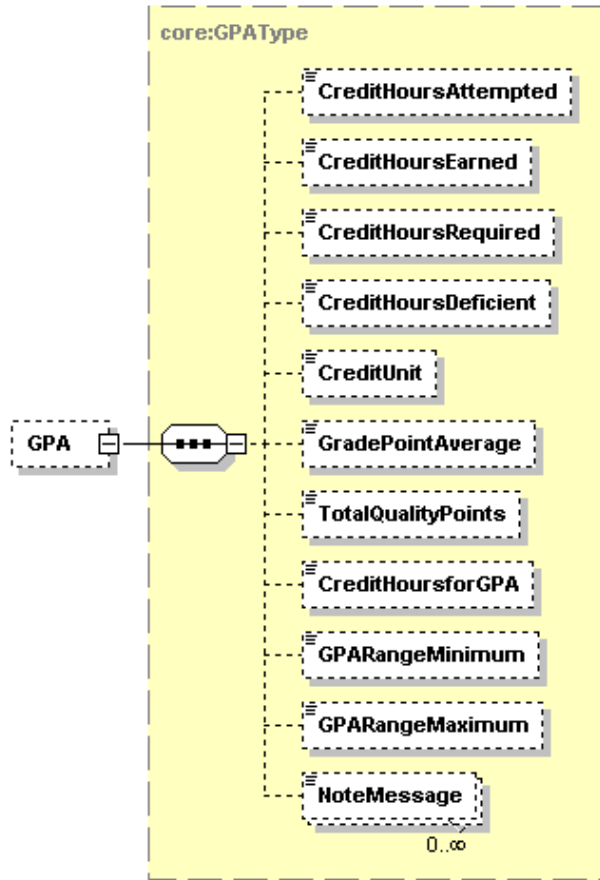 core:GPAType
CreditHoursAttempted
CreditHoursEarned
CreditHoursRequired
CreditHoursDeficient
CreditUnit
GPA
GradePointAverage
TotalQualityPoints
CreditHoursforGPA
GPARangeMinimum
GPARangeMaximum
NoteMessage
0..∞